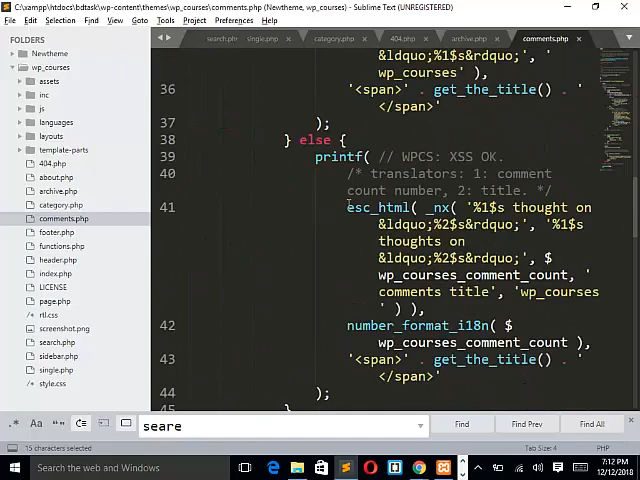 C:\xampp\htdocs\bdtask\wp-content\themes\wp_courses\comments.php (Newtheme, wp_courses) - Sublime Text (UNREGISTERED)
File Edit Selection Find View Goto Tools Project Preferences Help
FOLDERS
Newtheme
wp_courses
assets
inc
js
languages
layouts
template-parts
404.php
about.php
archive.php
category.php
comments.php
footer.php
functions.php
header.php
index.php
LICENSE
page.php
rtl.css
screenshot.png
search.php
sidebar.php
single.php
style.css
search.php single.php category.php 404.php archive.php comments.php
&ldquo;%1$s&rdquo;', '
wp_courses' ),
36 '<span>' . get_the_title() . '
</span>'
37 );
38 } else {
39 printf( // WPCS: XSS OK.
40 /* translators: 1: comment
count number, 2: title. */
41 esc_html( _nx( '%1$s thought on
&ldquo;%2$s&rdquo;', '%1$s
thoughts on
&ldquo;%2$s&rdquo;', $
wp_courses_comment_count, '
comments title', 'wp_courses
' ) ),
42 number_format_i18n( $
wp_courses_comment_count ),
43 '<span>' . get_the_title() . '
</span>'
44 );
45 }
.* Aa “” seare Find Find Prev Find All
15 characters selected Tab Size: 4 PHP
Search the web and Windows
7:12 PM
12/12/2018